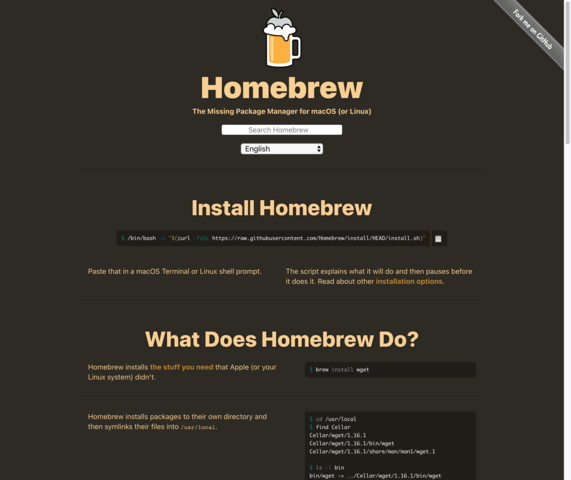 Fork me on GitHub
Homebrew
The Missing Package Manager for macOS (or Linux)
Search Homebrew
English
Install Homebrew
$ /bin/bash -c "$(curl -fsSL https://raw.githubusercontent.com/Homebrew/install/HEAD/install.sh)"
Paste that in a macOS Terminal or Linux shell prompt.
The script explains what it will do and then pauses before
it does it. Read about other installation options.
What Does Homebrew Do?
Homebrew installs the stuff you need that Apple (or your
Linux system) didn't.
$ brew install wget
Homebrew installs packages to their own directory and
then symlinks their files into /usr/local.
$ cd /usr/local
$ find Cellar
Cellar/wget/1.16.1
Cellar/wget/1.16.1/bin/wget
Cellar/wget/1.16.1/share/man/man1/wget.1
$ ls -l bin
bin/wget -> ../Cellar/wget/1.16.1/bin/wget